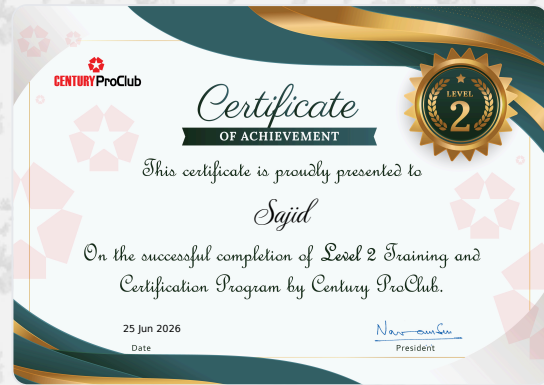 CENTURY ProClub
Certificate
OF ACHIEVEMENT
LEVEL
2
This certificate is proudly presented to
Sajid
On the successful completion of Level 2 Training and
Certification Program by Century ProClub.
25 Jun 2026
Date
President